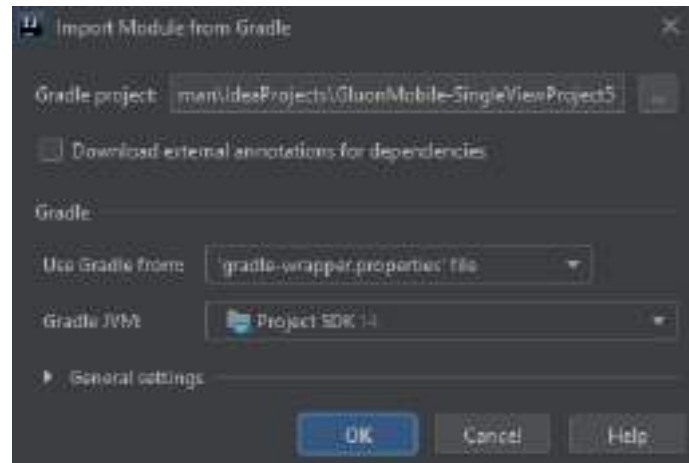 Import Module from Gradle
Gradle project: man\IdeaProjects\GluonMobile-SingleViewProject5 ...
Download external annotations for dependencies
Gradle
Use Gradle from: 'gradle-wrapper.properties' file
Gradle JVM: Project SDK 14
General settings
OK Cancel Help